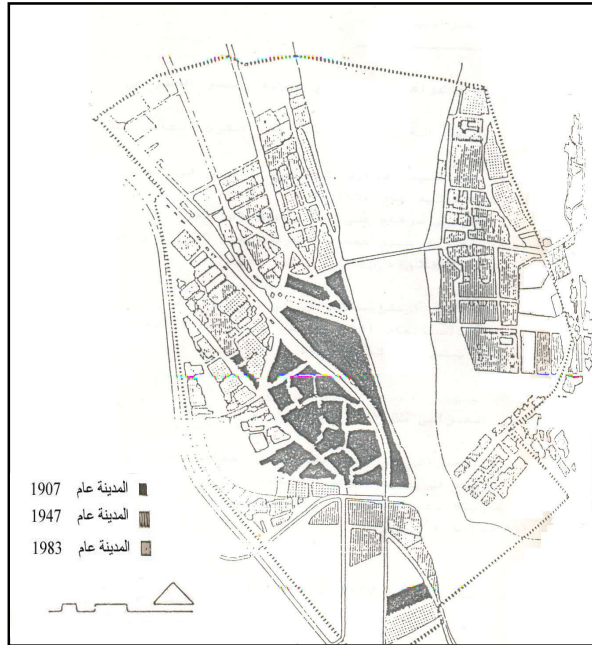 المدينة عام 1907
المدينة عام 1947
المدينة عام 1983